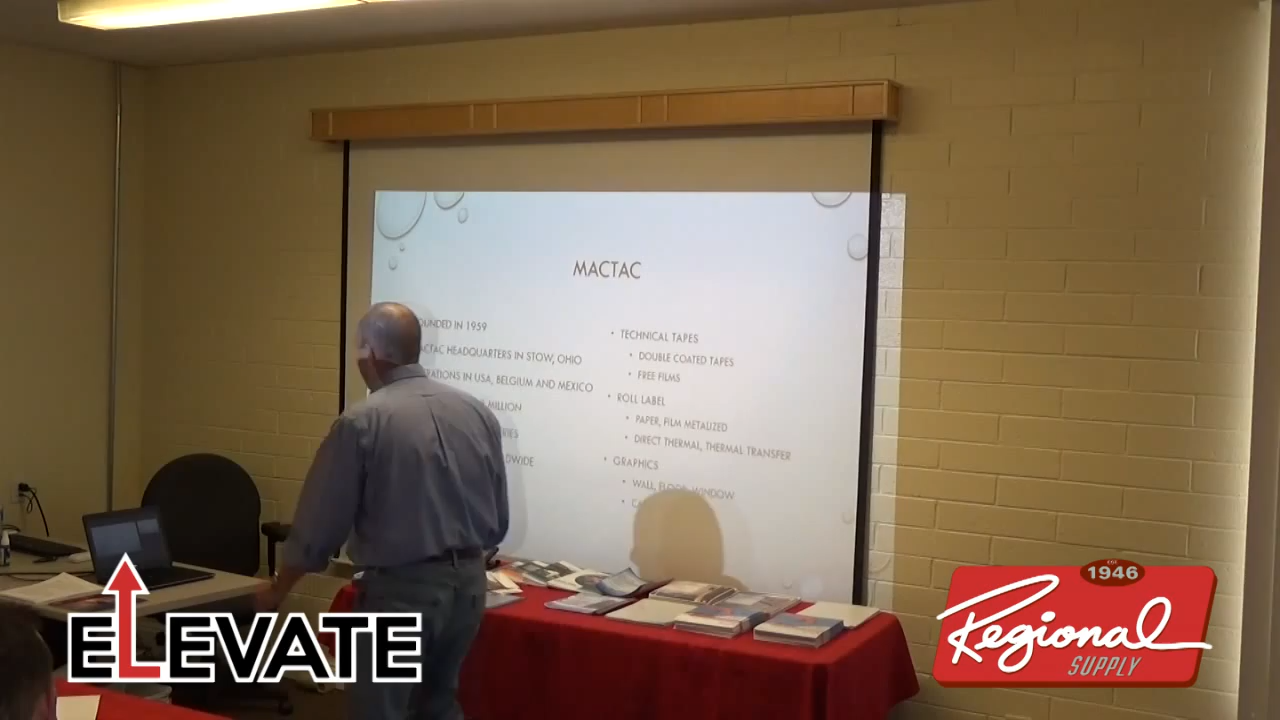 MACTAC
OUNDED IN 1959
ACTAC HEADQUARTERS IN STOW, OHIO
RATIONS IN USA, BELGIUM AND MEXICO
MILLION
RIES
LDWIDE
• TECHNICAL TAPES
• DOUBLE COATED TAPES
• FREE FILMS
• ROLL LABEL
• PAPER, FILM METALIZED
• DIRECT THERMAL, THERMAL TRANSFER
• GRAPHICS
• WALL, FLOOR, WINDOW
ELEVATE
EST
1946
Regional
SUPPLY